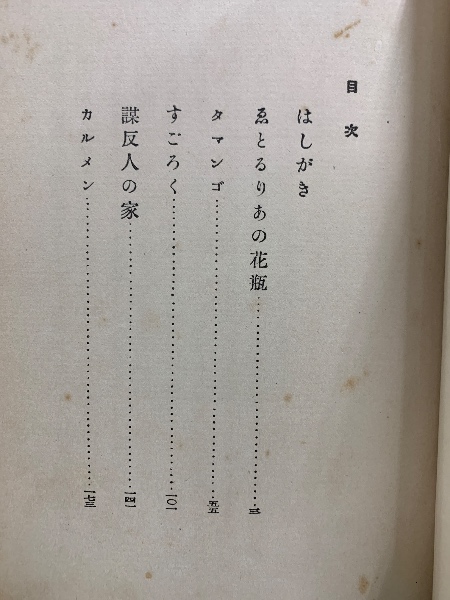 目次
はしがき
ゑとるりあの花瓶…………三
タマンゴ…………五五
すごろく…………一〇一
謀反人の家…………一四一
カルメン…………一七三